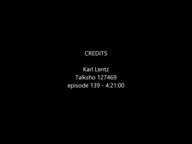 CREDITS
Karl Lentz
Talksho 127469
episode 139 - 4:21:00